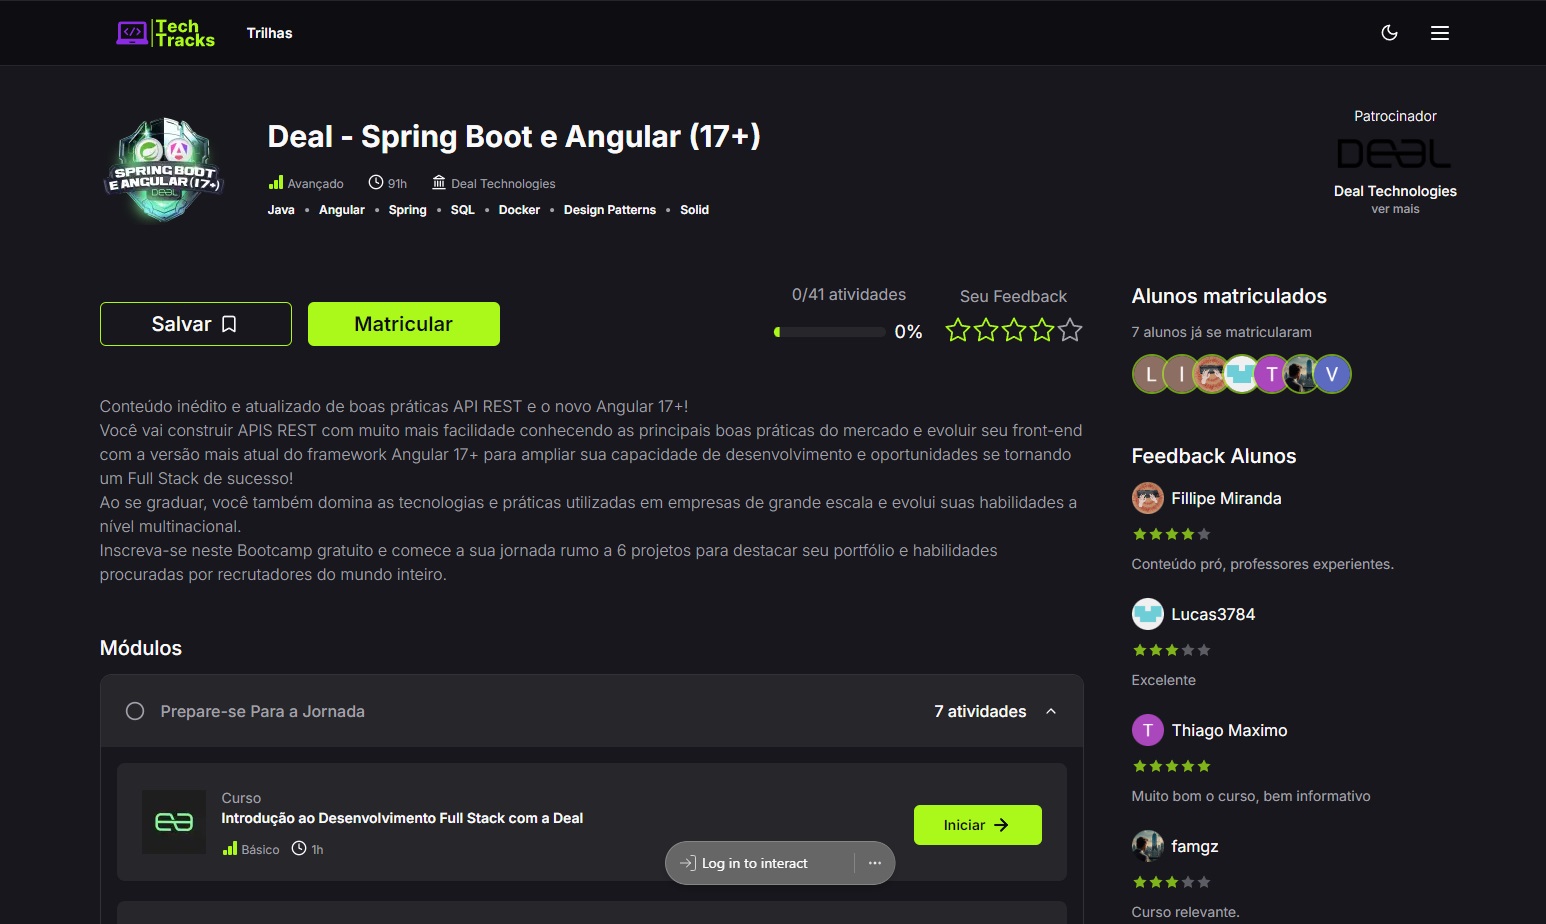 Tech
Tracks
Trilhas
SPRING BOOT
E ANGULAR (17+)
DEAL
Deal - Spring Boot e Angular (17+)
Avançado
91h
Deal Technologies
Java • Angular • Spring • SQL • Docker • Design Patterns • Solid
Patrocinador
DEAL
Deal Technologies
ver mais
Salvar
Matricular
0/41 atividades
0%
Seu Feedback
Conteúdo inédito e atualizado de boas práticas API REST e o novo Angular 17+!
Você vai construir APIS REST com muito mais facilidade conhecendo as principais boas práticas do mercado e evoluir seu front-end
com a versão mais atual do framework Angular 17+ para ampliar sua capacidade de desenvolvimento e oportunidades se tornando
um Full Stack de sucesso!
Ao se graduar, você também domina as tecnologias e práticas utilizadas em empresas de grande escala e evolui suas habilidades a
nível multinacional.
Inscreva-se neste Bootcamp gratuito e comece a sua jornada rumo a 6 projetos para destacar seu portfólio e habilidades
procuradas por recrutadores do mundo inteiro.
Módulos
Prepare-se Para a Jornada
7 atividades
Curso
Introdução ao Desenvolvimento Full Stack com a Deal
Básico
1h
Iniciar
Log in to interact
Alunos matriculados
7 alunos já se matricularam
L
I
T
V
Feedback Alunos
Fillipe Miranda
Conteúdo pró, professores experientes.
Lucas3784
Excelente
T
Thiago Maximo
Muito bom o curso, bem informativo
famgz
Curso relevante.